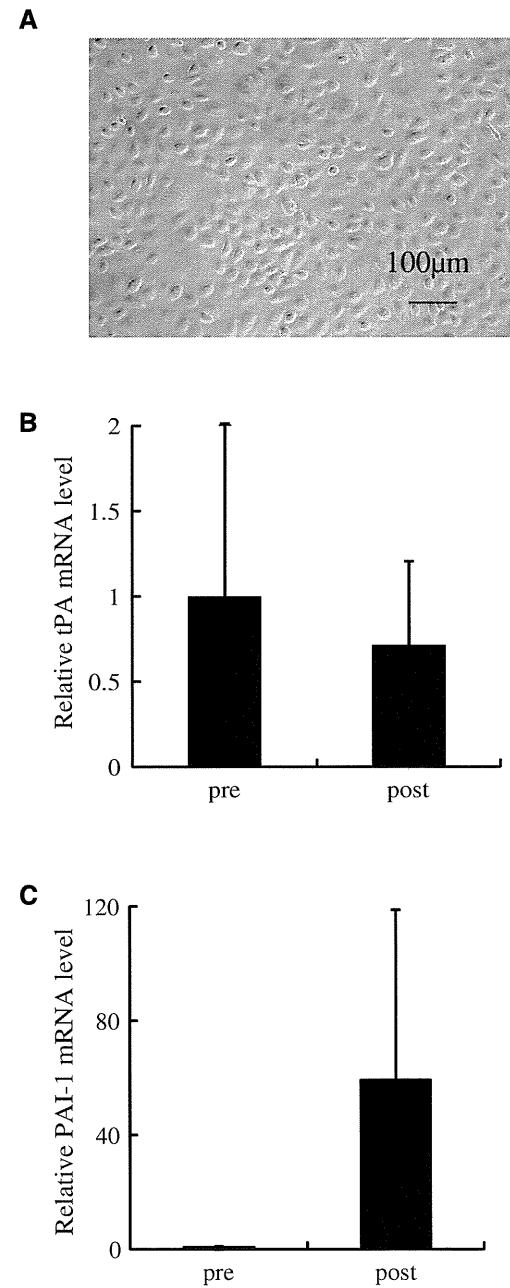 A
100µm
B
Relative tPA mRNA level
2
1.5
1
0.5
0
pre
post
C
Relative PAI-1 mRNA level
120
80
40
0
pre
post